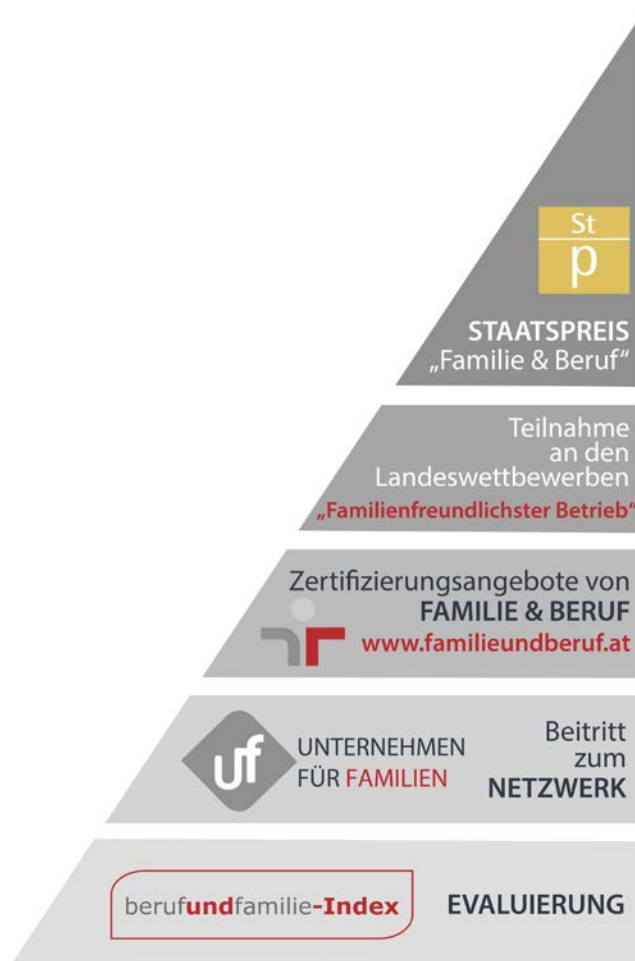 St
p
STAATSPREIS
„Familie & Beruf“
Teilnahme
an den
Landeswettbewerben
„Familienfreundlichster Betrieb“
Zertifizierungsangebote von
FAMILIE & BERUF
www.familieundberuf.at
uf
UNTERNEHMEN
FÜR FAMILIEN
Beitritt
zum
NETZWERK
berufundfamilie-Index
EVALUIERUNG